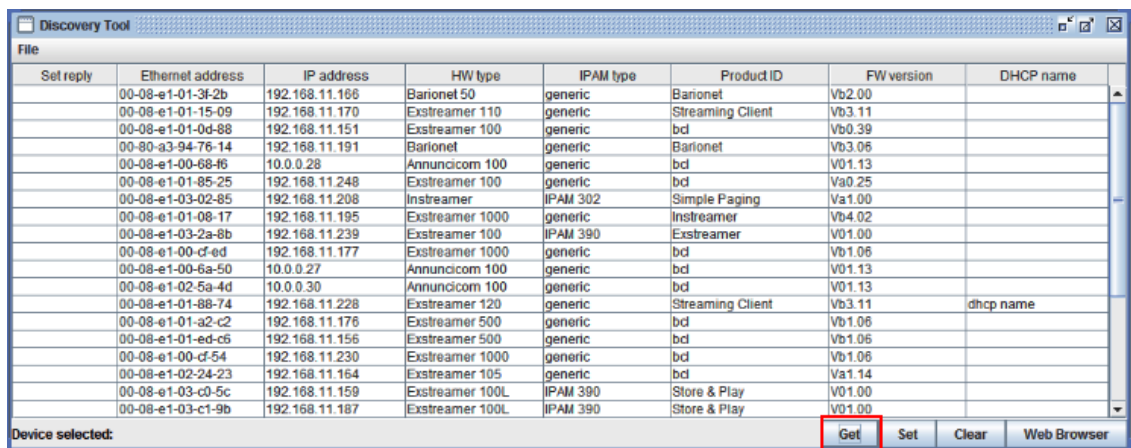 Discovery Tool
File
Set reply Ethernet address IP address HW type IPAM type Product ID FW version DHCP name
00-08-e1-01-3f-2b 192.168.11.166 Barionet 50 generic Barionet Vb2.00
00-08-e1-01-15-09 192.168.11.170 Exstreamer 110 generic Streaming Client Vb3.11
00-08-e1-01-0d-88 192.168.11.151 Exstreamer 100 generic bcl Vb0.39
00-80-a3-94-76-14 192.168.11.191 Barionet generic Barionet Vb3.06
00-08-e1-00-68-f6 10.0.0.28 Annuncicom 100 generic bcl V01.13
00-08-e1-01-85-25 192.168.11.248 Exstreamer 100 generic bcl Va0.25
00-08-e1-03-02-85 192.168.11.208 Instreamer IPAM 302 Simple Paging Va1.00
00-08-e1-01-08-17 192.168.11.195 Exstreamer 1000 generic Instreamer Vb4.02
00-08-e1-03-2a-8b 192.168.11.239 Exstreamer 100 IPAM 390 Exstreamer V01.00
00-08-e1-00-cf-ed 192.168.11.177 Exstreamer 1000 generic bcl Vb1.06
00-08-e1-00-6a-50 10.0.0.27 Annuncicom 100 generic bcl V01.13
00-08-e1-02-5a-4d 10.0.0.30 Annuncicom 100 generic bcl V01.13
00-08-e1-01-88-74 192.168.11.228 Exstreamer 120 generic Streaming Client Vb3.11 dhcp name
00-08-e1-01-a2-c2 192.168.11.176 Exstreamer 500 generic bcl Vb1.06
00-08-e1-01-ed-c6 192.168.11.156 Exstreamer 500 generic bcl Vb1.06
00-08-e1-00-cf-54 192.168.11.230 Exstreamer 1000 generic bcl Vb1.06
00-08-e1-02-24-23 192.168.11.164 Exstreamer 105 generic bcl Va1.14
00-08-e1-03-c0-5c 192.168.11.159 Exstreamer 100L IPAM 390 Store & Play V01.00
00-08-e1-03-c1-9b 192.168.11.187 Exstreamer 100L IPAM 390 Store & Play V01.00
Device selected: Get Set Clear Web Browser